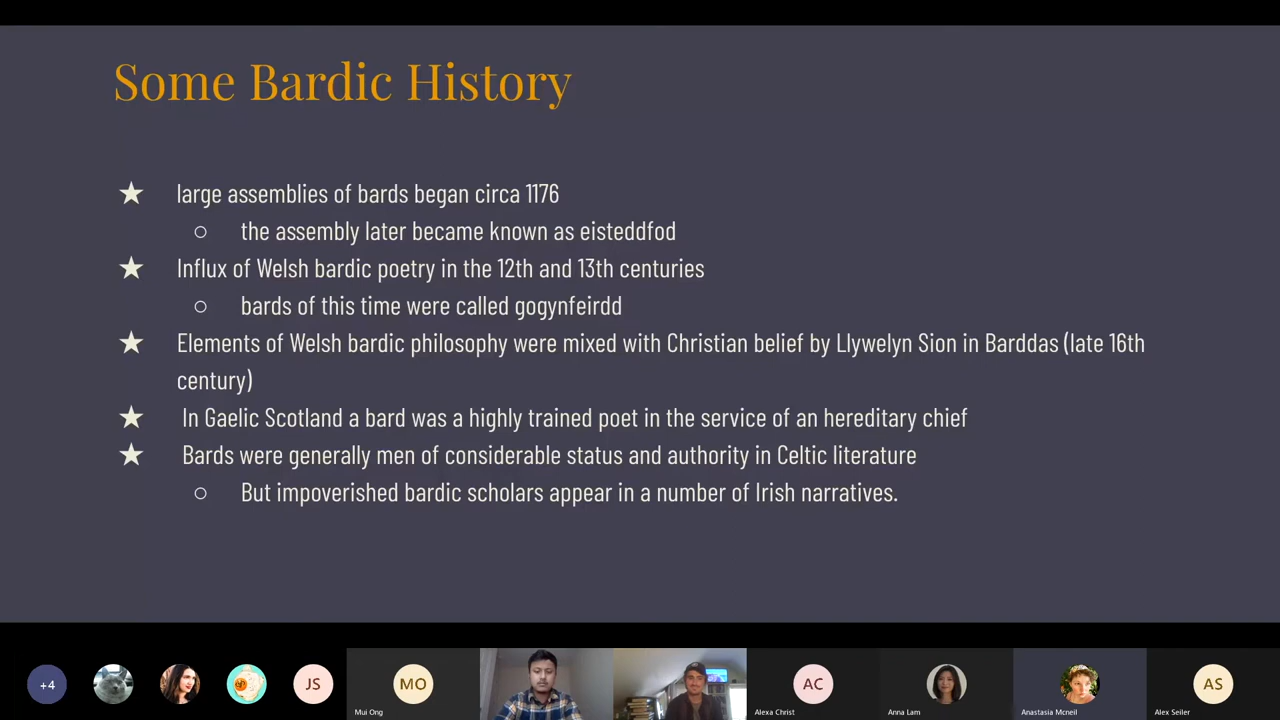 Some Bardic History
★ large assemblies of bards began circa 1176
○ the assembly later became known as eisteddfod
★ Influx of Welsh bardic poetry in the 12th and 13th centuries
○ bards of this time were called gogynfeirdd
★ Elements of Welsh bardic philosophy were mixed with Christian belief by Llywelyn Sion in Barddas (late 16th
century)
★ In Gaelic Scotland a bard was a highly trained poet in the service of an hereditary chief
★ Bards were generally men of considerable status and authority in Celtic literature
○ But impoverished bardic scholars appear in a number of Irish narratives.
+4
JS
MO
Mui Ong
AC
Alexa Christ
Anna Lam
Anastasia Mcneil
AS
Alex Seiler